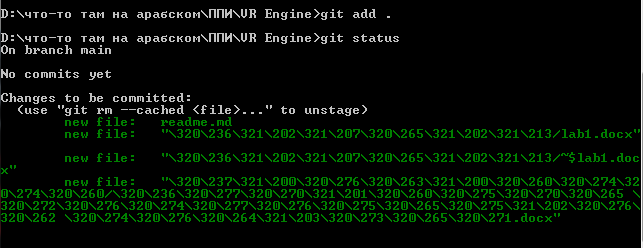 D:\что-то там на арабском\ППИ\VR Engine>git add .
D:\что-то там на арабском\ППИ\VR Engine>git status
On branch main
No commits yet
Changes to be committed:
(use "git rm --cached <file>..." to unstage)
new file: readme.md
new file: "\320\236\321\202\321\207\320\265\321\202\321\213/lab1.docx"
new file: "\320\236\321\202\321\207\320\265\321\202\321\213/~$lab1.doc
x"
new file: "\320\237\321\200\320\276\320\263\321\200\320\260\320\274\32
0\274\320\260/\320\236\320\277\320\270\321\201\320\260\320\275\320\270\320\265 \
\320\272\320\276\320\274\320\277\320\276\320\275\320\265\320\275\321\202\320\276\
320\262 \320\274\320\276\320\264\321\203\320\273\320\265\320\271.docx"